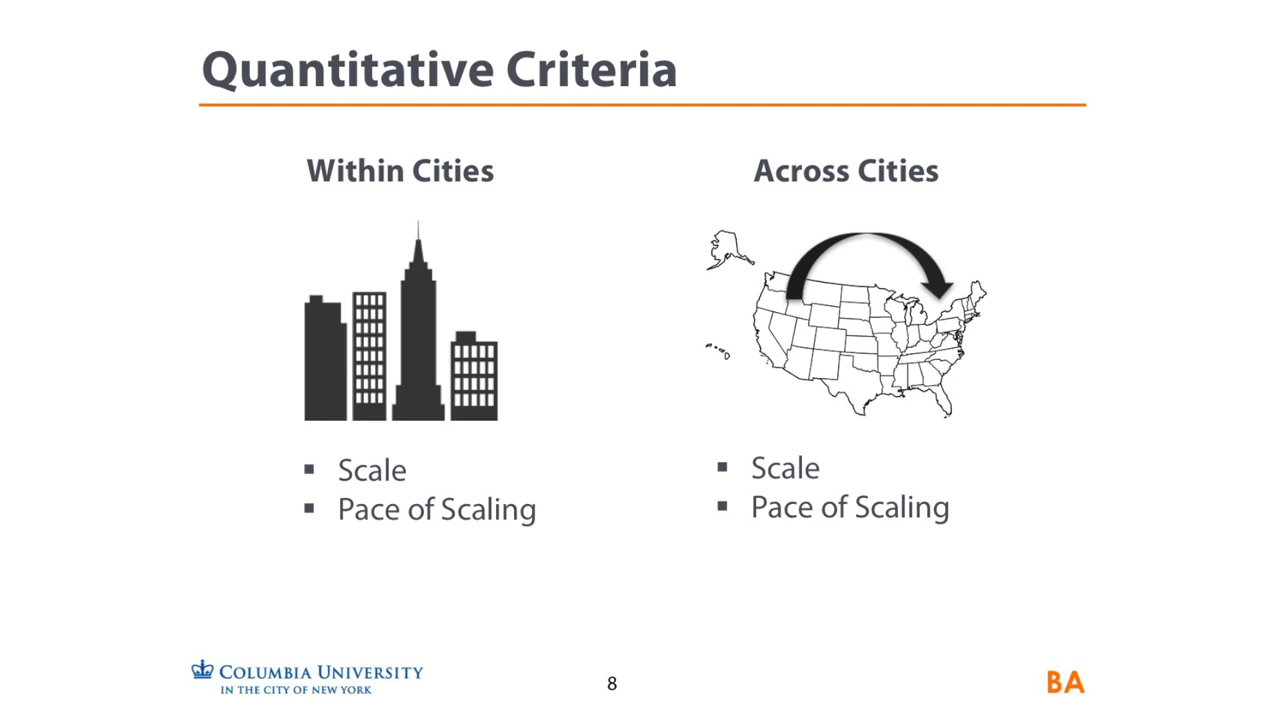 Quantitative Criteria
Within Cities
▪ Scale
▪ Pace of Scaling
Across Cities
▪ Scale
▪ Pace of Scaling
COLUMBIA UNIVERSITY
IN THE CITY OF NEW YORK
8
BA